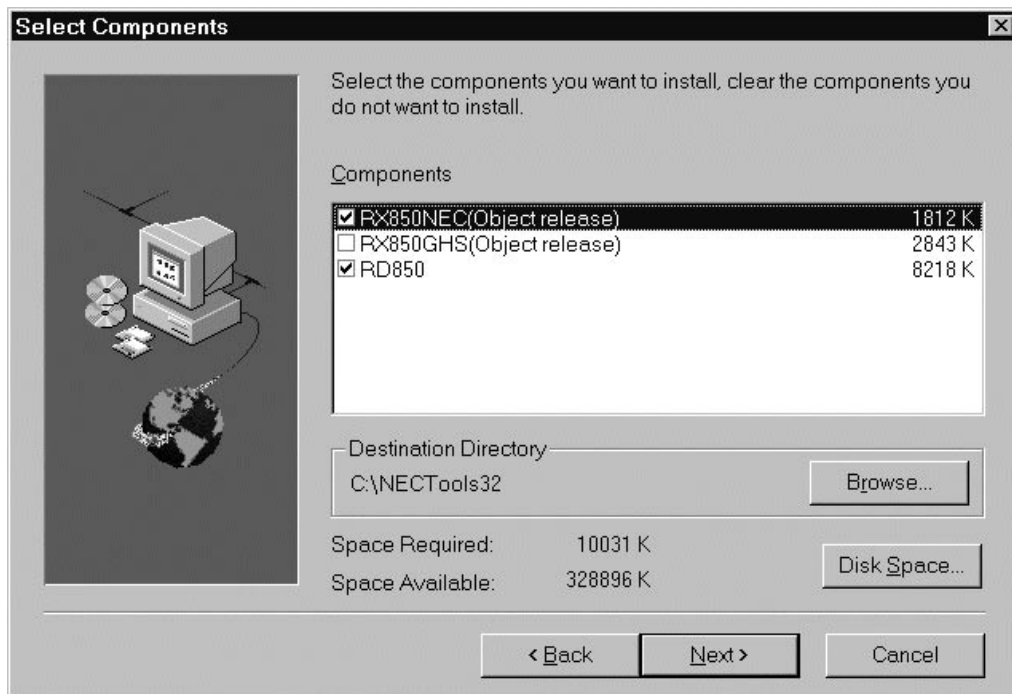 Select Components
Select the components you want to install, clear the components you
do not want to install.
Components
RX850NEC(Object release) 1812 K
RX850GHS(Object release) 2843 K
RD850 8218 K
Destination Directory
C:\NECTools32
Browse...
Space Required: 10031 K
Space Available: 328896 K
Disk Space...
< Back
Next >
Cancel